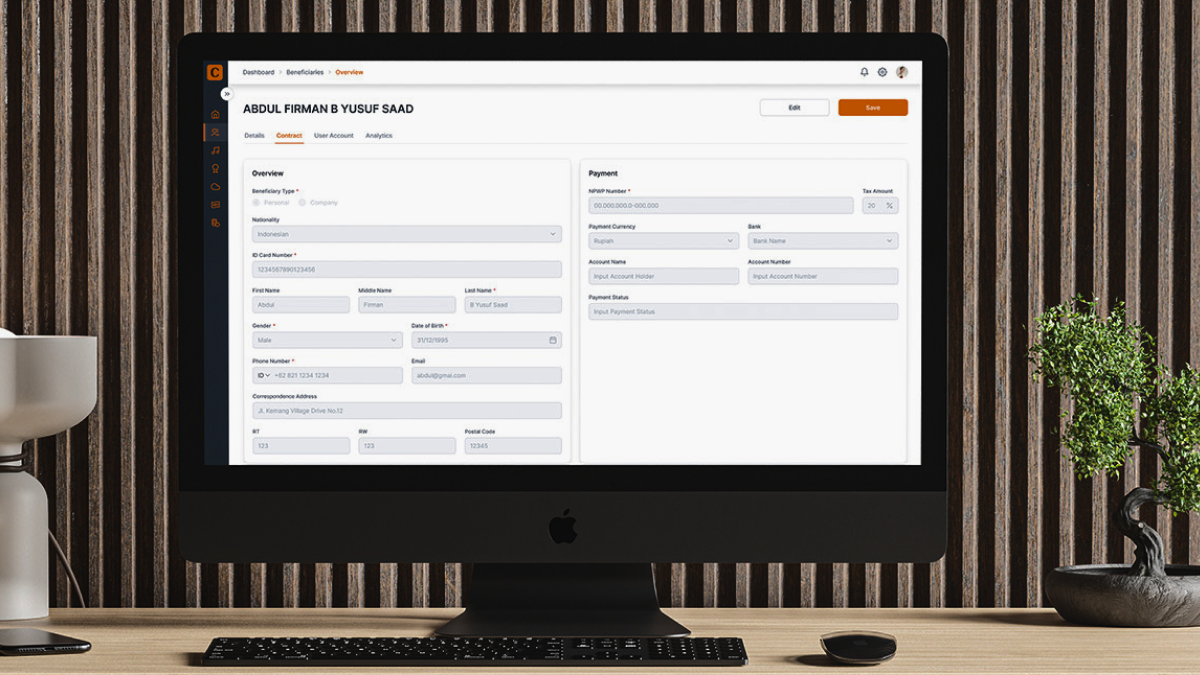 C
Dashboard > Beneficiaries > Overview
»
ABDUL FIRMAN B YUSUF SAAD
Edit
Save
Details Contract User Account Analytics
Overview
Beneficiary Type *
Personal Company
Nationality
Indonesian
ID Card Number *
1234567890123456
First Name Middle Name Last Name *
Abdul Firman B Yusuf Saad
Gender * Date of Birth *
Male 31/12/1995
Phone Number * Email
ID +62 821 1234 1234 abdul@gmai.com
Correspondence Address
Jl. Kemang Village Drive No.12
RT RW Postal Code
123 123 12345
Payment
NPWP Number * Tax Amount
00.000.000.0-000.000 20 %
Payment Currency Bank
Rupiah Bank Name
Account Name Account Number
Input Account Holder Input Account Number
Payment Status
Input Payment Status